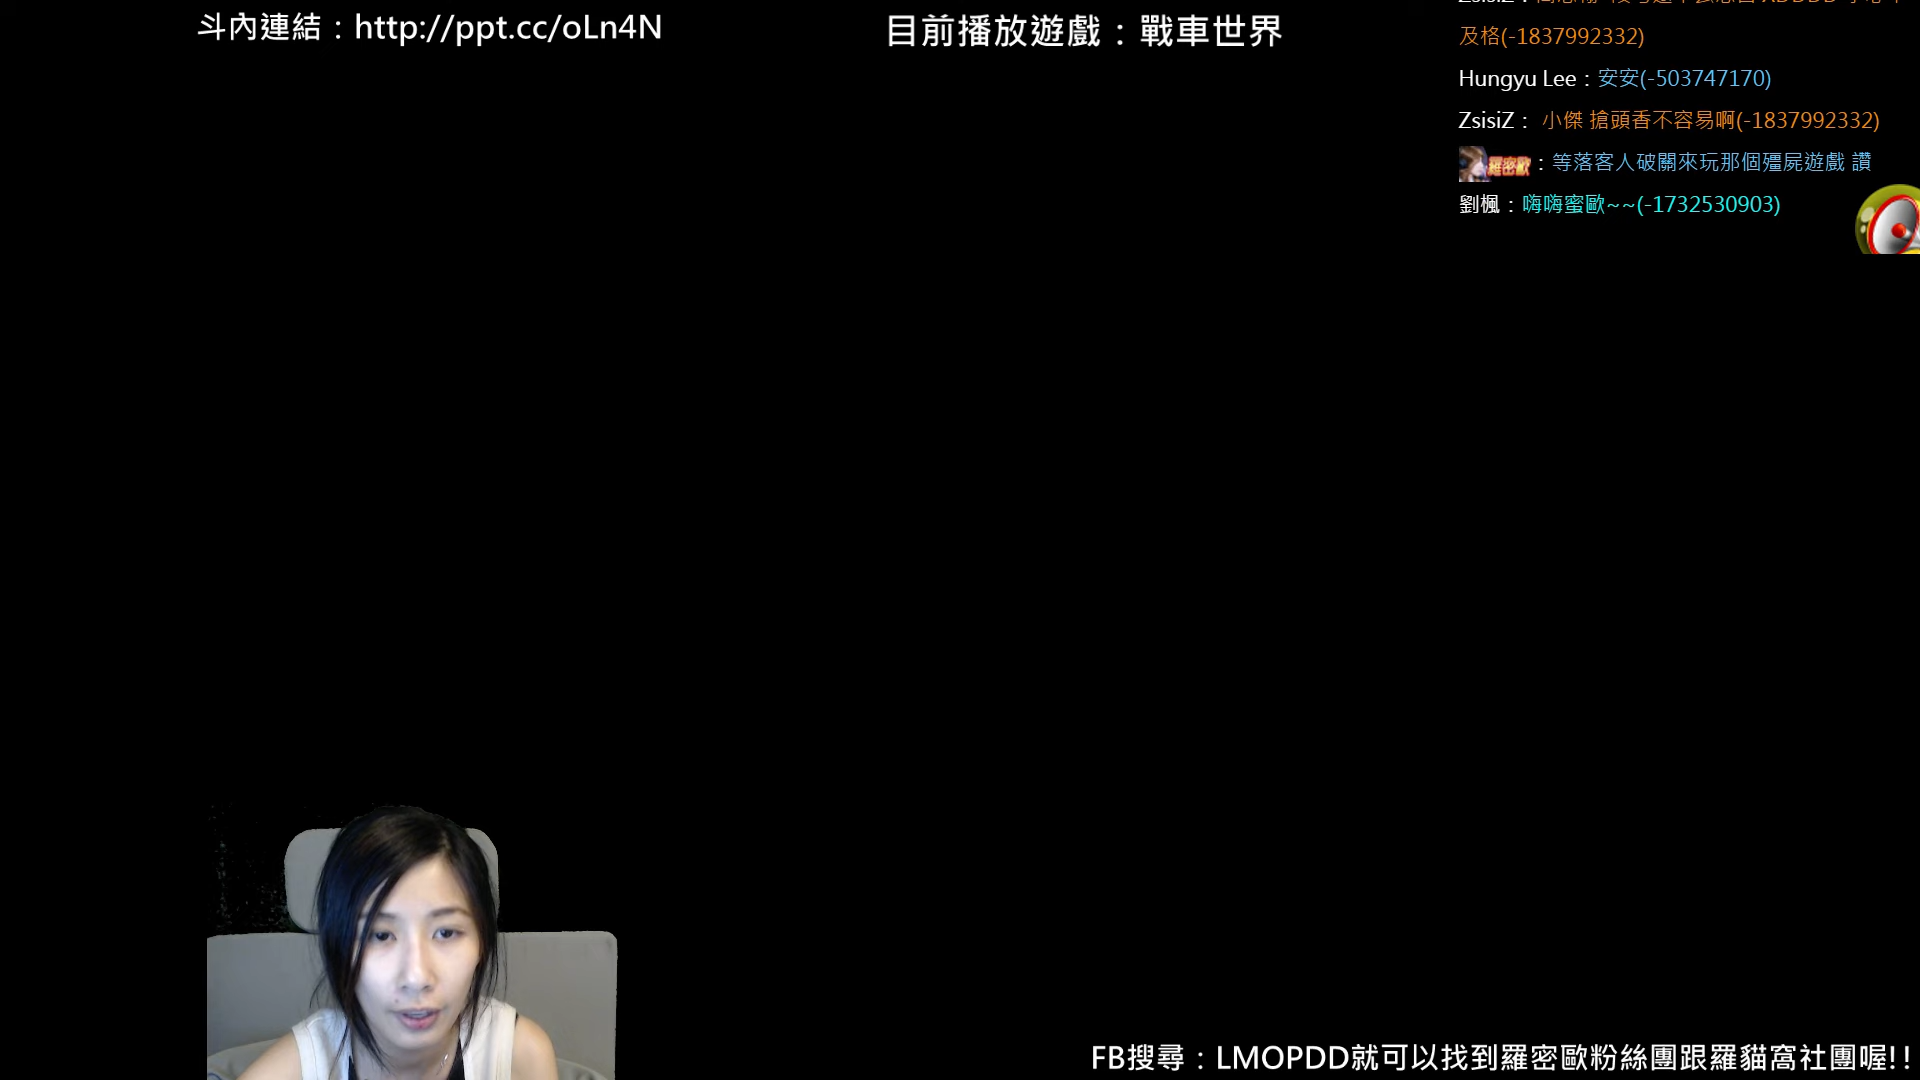 斗內連結：http://ppt.cc/oLn4N
目前播放遊戲：戰車世界
及格(-1837992332)
Hungyu Lee：安安(-503747170)
ZsisiZ： 小傑 搶頭香不容易啊(-1837992332)
羅密歐：等落客人破關來玩那個殭屍遊戲 讚
劉楓：嗨嗨蜜歐~~(-1732530903)
FB搜尋：LMOPDD就可以找到羅密歐粉絲團跟羅貓窩社團喔!!